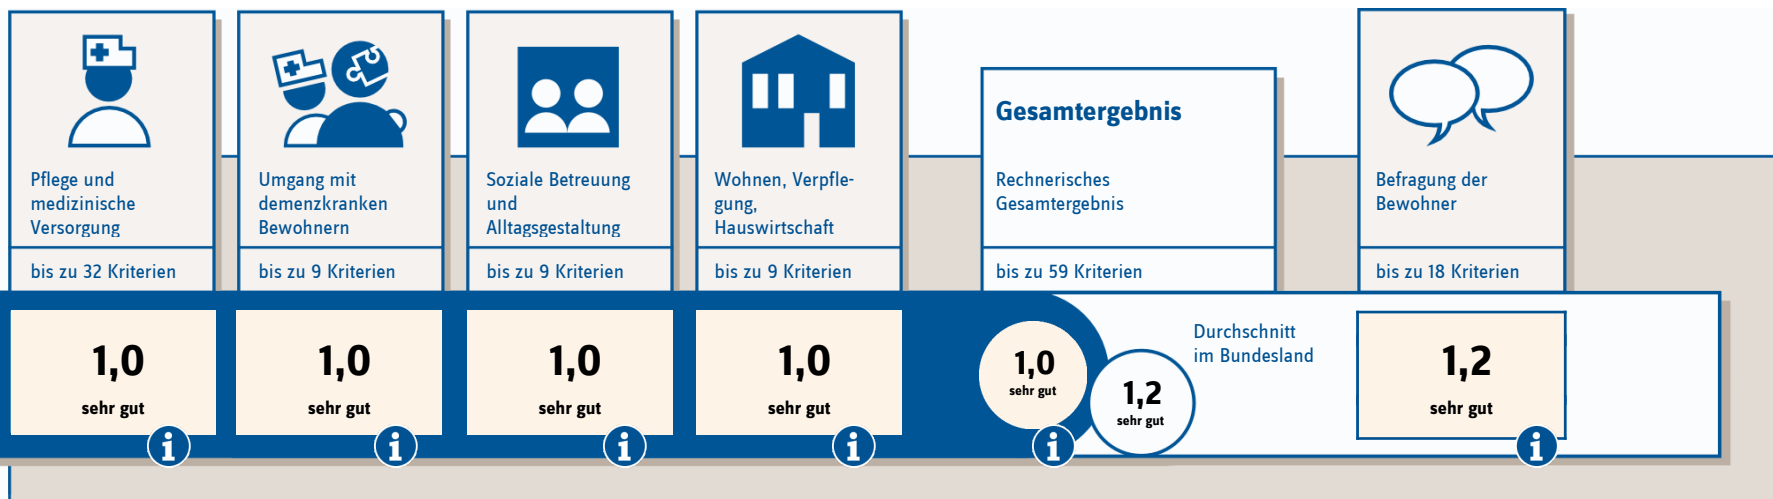 Pflege und
medizinische
Versorgung
bis zu 32 Kriterien
1,0
sehr gut
Umgang mit
demenzkranken
Bewohnern
bis zu 9 Kriterien
1,0
sehr gut
Soziale Betreuung
und
Alltagsgestaltung
bis zu 9 Kriterien
1,0
sehr gut
Wohnen, Verpfle-
gung,
Hauswirtschaft
bis zu 9 Kriterien
1,0
sehr gut
Gesamtergebnis
Rechnerisches
Gesamtergebnis
bis zu 59 Kriterien
1,0
sehr gut
Durchschnitt
im Bundesland
1,2
sehr gut
Befragung der
Bewohner
bis zu 18 Kriterien
1,2
sehr gut